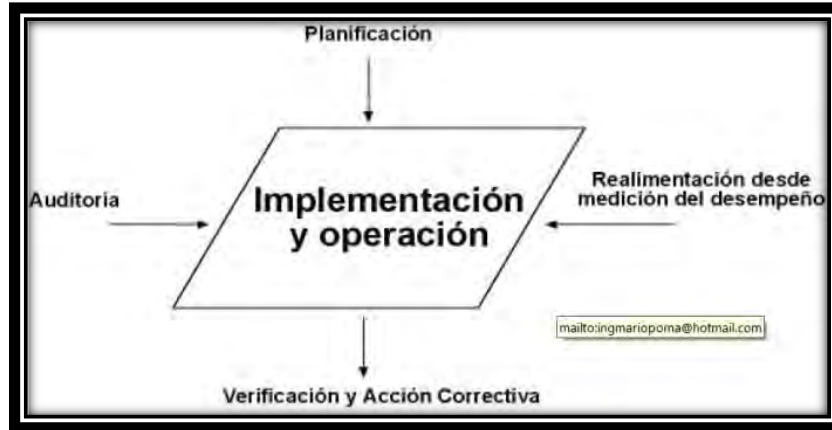 Planificación
Auditoria
Implementación
y operación
Realimentación desde
medición del desempeño
mailto:ingmariopoma@hotmail.com
Verificación y Acción Correctiva